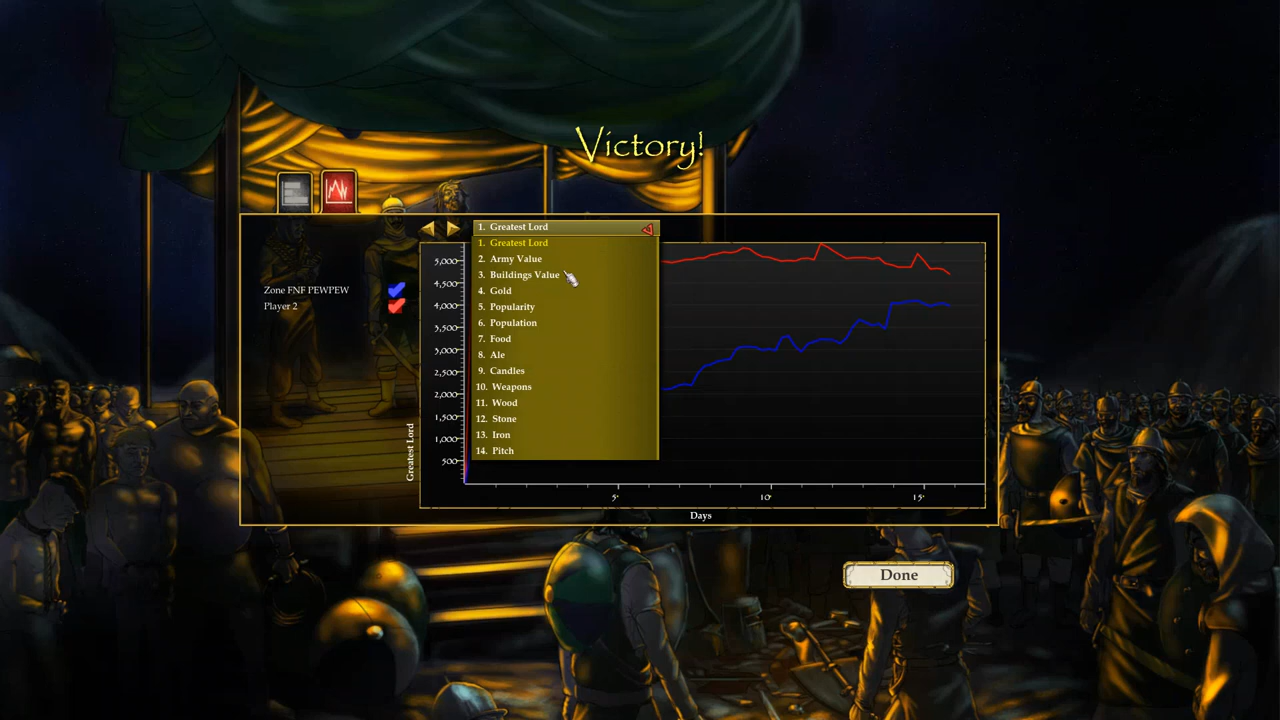 Victory!
1. Greatest Lord
1. Greatest Lord
2. Army Value
3. Buildings Value
4. Gold
5. Popularity
6. Population
7. Food
8. Ale
9. Candles
10. Weapons
11. Wood
12. Stone
13. Iron
14. Pitch
Zone FNF PEWPEW
Player 2
5,000
4,500
4,000
3,500
3,000
2,500
2,000
1,500
1,000
500
Greatest Lord
5
10
15
Days
Done